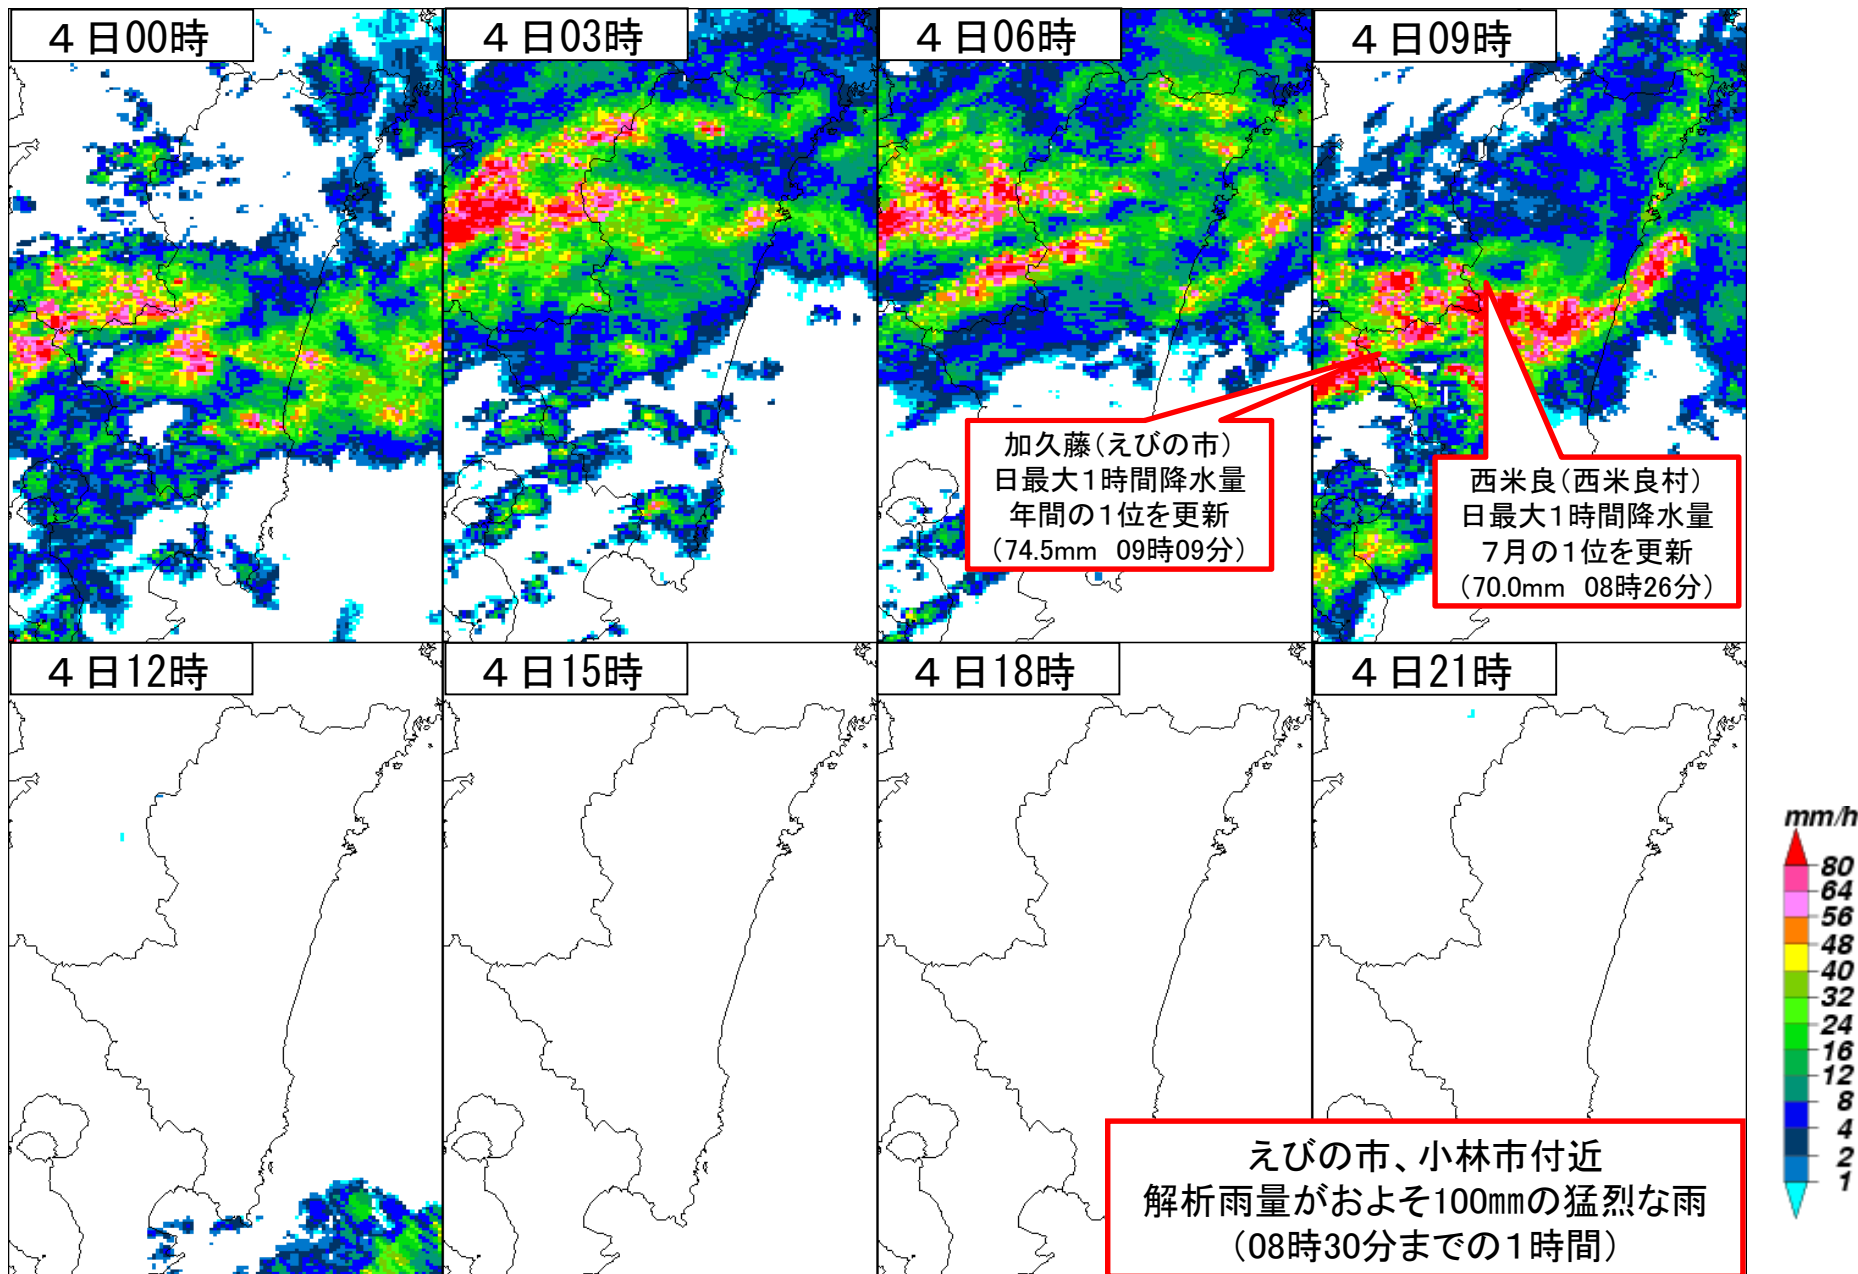 ４日00時
４日03時
４日06時
４日09時
加久藤（えびの市）
日最大１時間降水量
年間の１位を更新
（74.5mm　09時09分）
西米良（西米良村）
日最大１時間降水量
７月の１位を更新
（70.0mm　08時26分）
４日12時
４日15時
４日18時
４日21時
mm/h
80
64
56
48
40
32
24
16
12
8
4
2
1
えびの市、小林市付近
解析雨量がおよそ100㎜の猛烈な雨
（08時30分までの１時間）